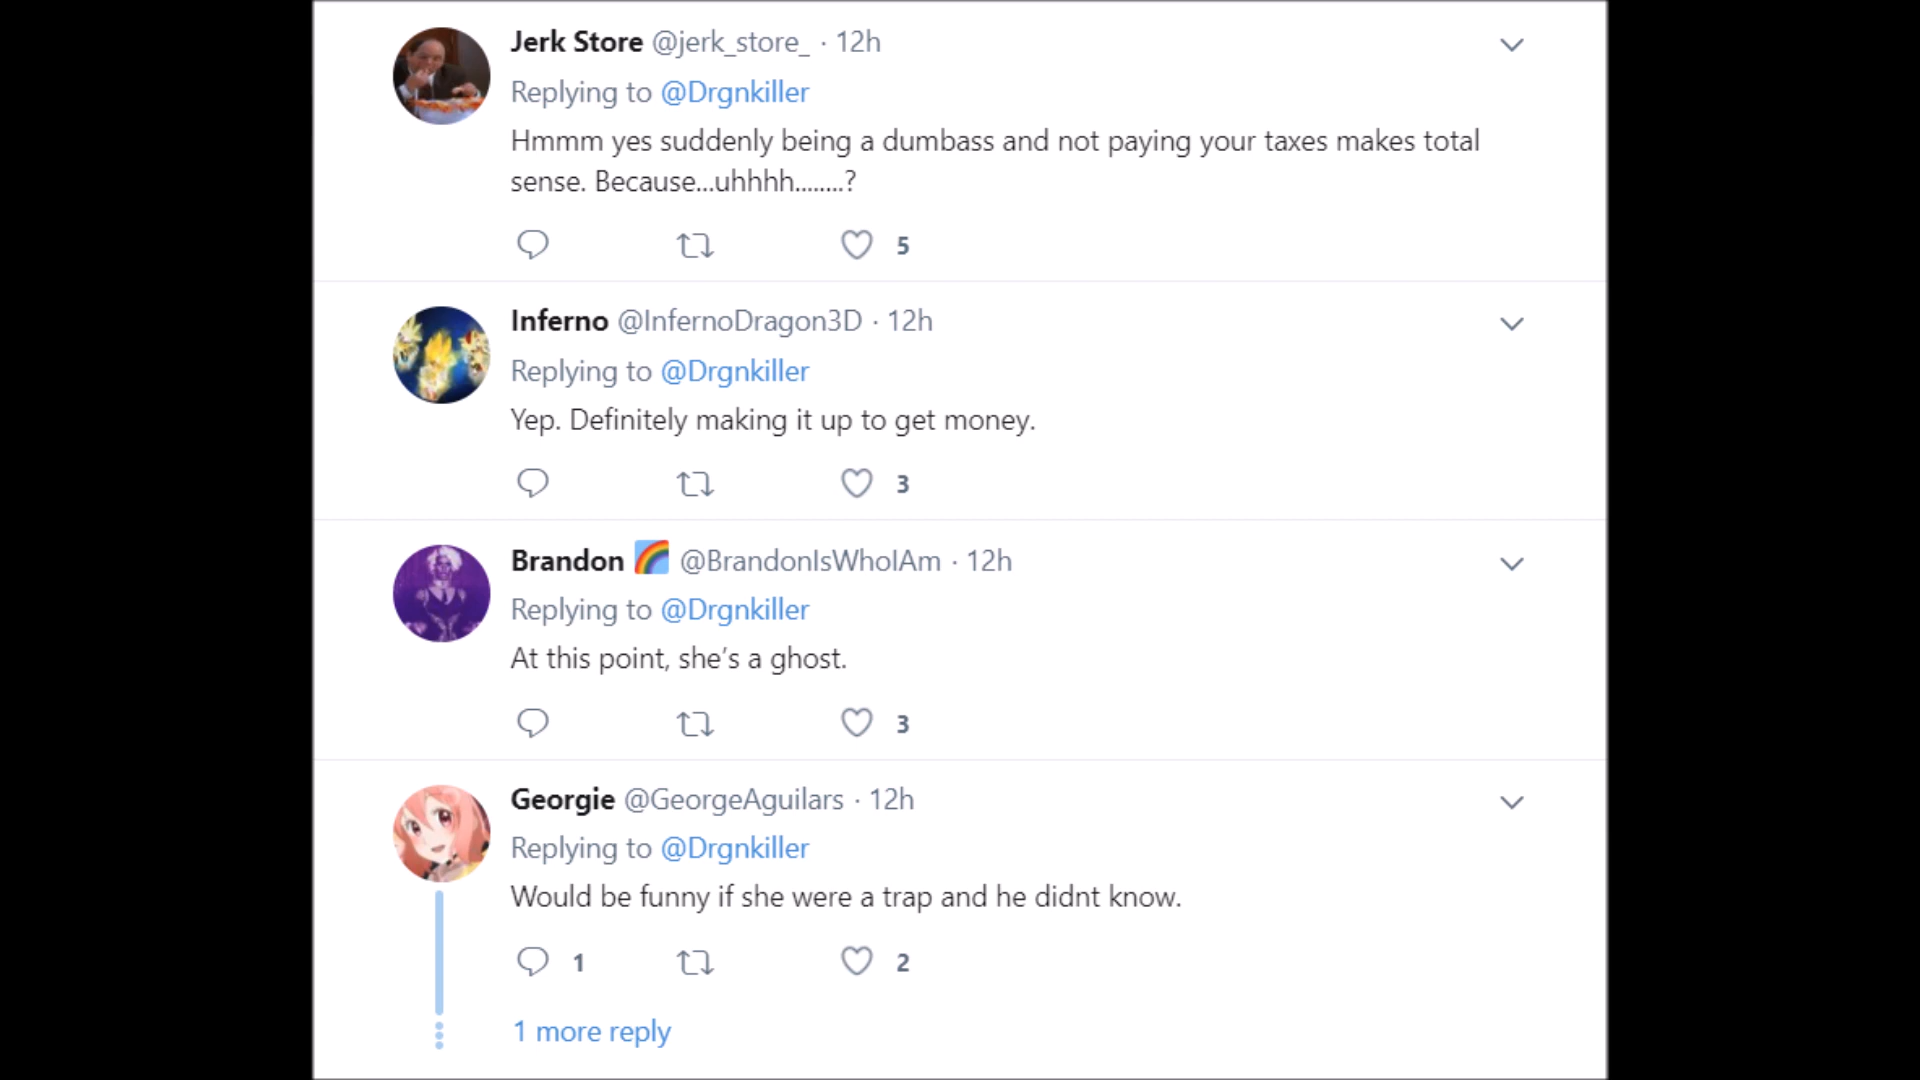 Jerk Store @jerk_store_ · 12h
Replying to @Drgnkiller
Hmmm yes suddenly being a dumbass and not paying your taxes makes total
sense. Because...uhhhh........?
5
Inferno @InfernoDragon3D · 12h
Replying to @Drgnkiller
Yep. Definitely making it up to get money.
3
Brandon 🌈 @BrandonIsWhoIAm · 12h
Replying to @Drgnkiller
At this point, she’s a ghost.
3
Georgie @GeorgeAguilars · 12h
Replying to @Drgnkiller
Would be funny if she were a trap and he didnt know.
1 2
1 more reply